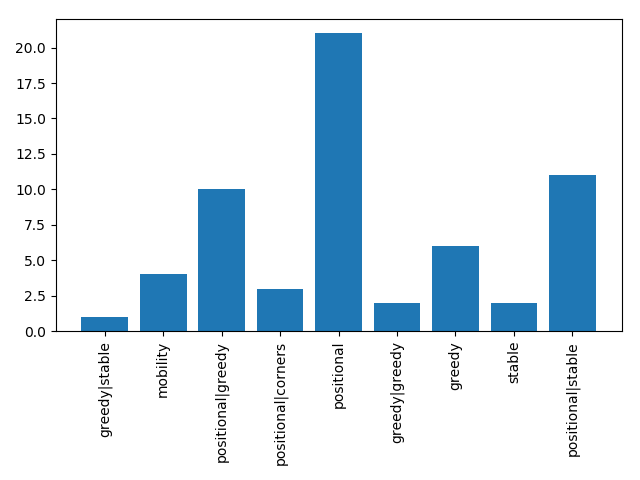 20.0
17.5
15.0
12.5
10.0
7.5
5.0
2.5
0.0
greedy|stable
mobility
positional|greedy
positional|corners
positional
greedy|greedy
greedy
stable
positional|stable